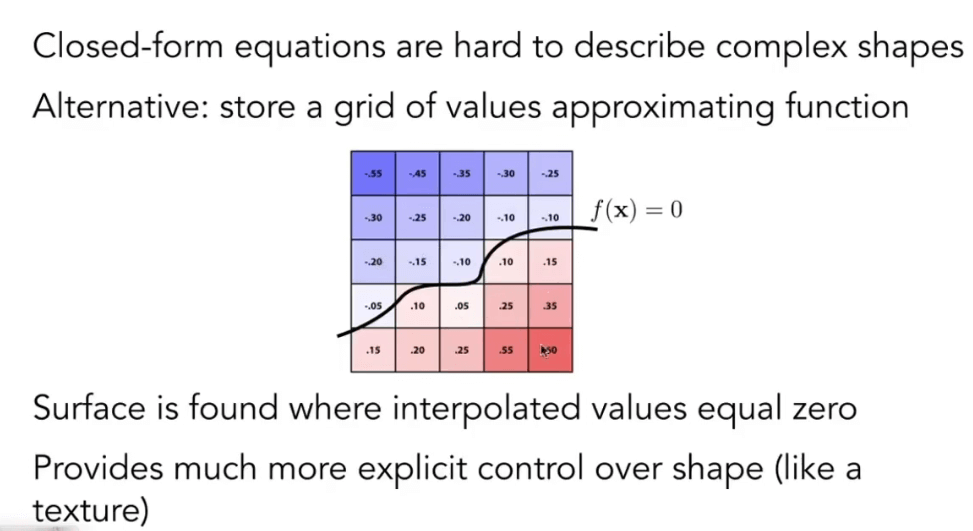 Closed-form equations are hard to describe complex shapes
Alternative: store a grid of values approximating function
-.55 -.45 -.35 -.30 -.25
-.30 -.25 -.20 -.10 -.10
f(x) = 0
-.20 -.15 -.10 .10 .15
-.05 .10 .05 .25 .35
.15 .20 .25 .55
Surface is found where interpolated values equal zero
Provides much more explicit control over shape (like a
texture)